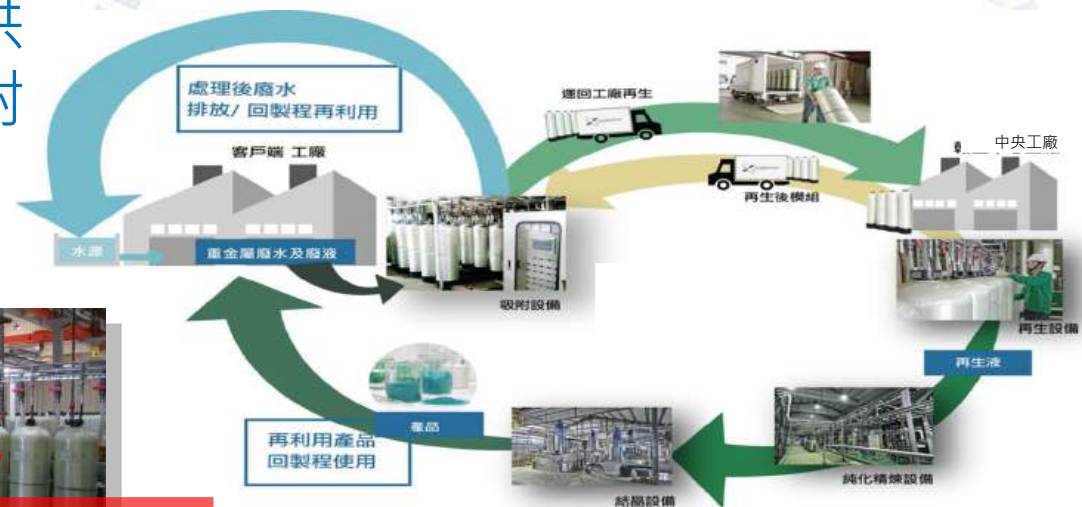 處理後廢水
排放/ 回製程再利用
客戶端 工廠
水源
重金屬廢水及廢液
吸附設備
運回工廠再生
再生後模組
中央工廠
再生設備
再生液
純化精煉設備
結晶設備
產品
再利用產品
回製程使用